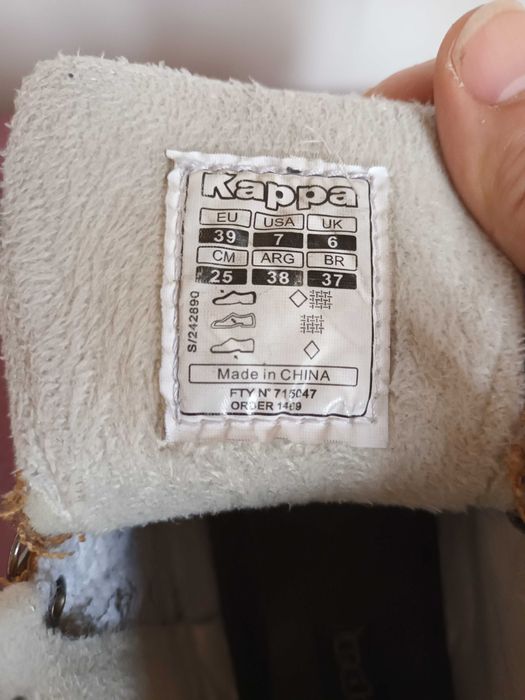 Kappa
EU USA UK
39 7 6
CM ARG BR
25 38 37
S/242890
Made in CHINA
FTY N° 715047
ORDER 1469